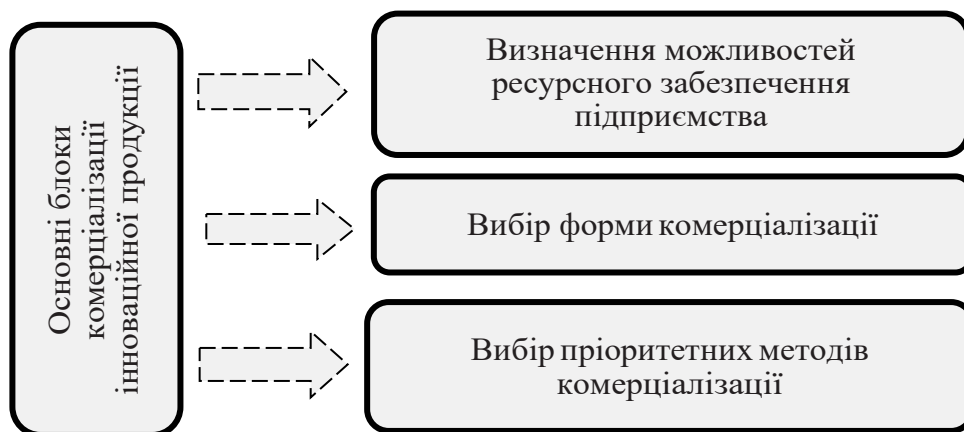 Основні блоки
комерціалізації
інноваційної продукції
Визначення можливостей
ресурсного забезпечення
підприємства
Вибір форми комерціалізації
Вибір пріоритетних методів
комерціалізації